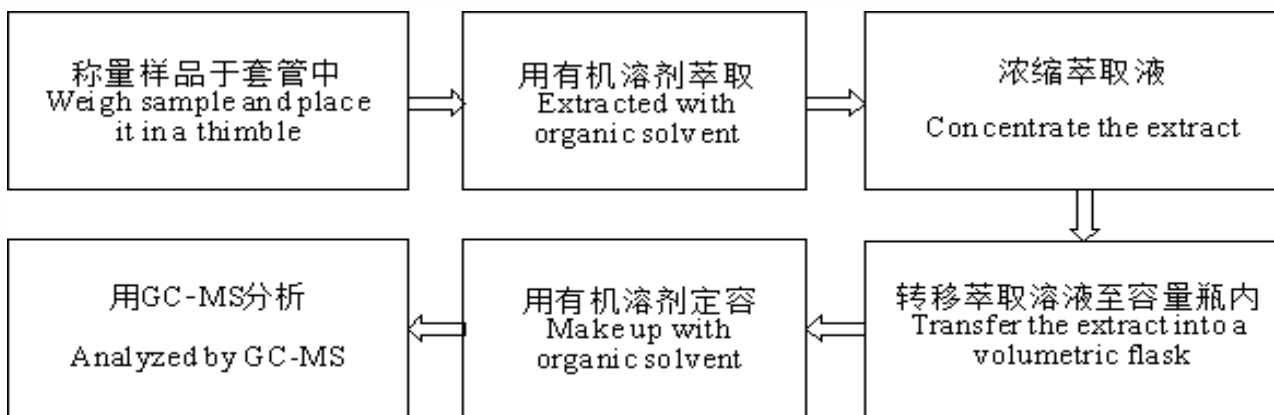 称量样品于套管中
Weigh sample and place
it in a thimble
用有机溶剂萃取
Extracted with
organic solvent
浓缩萃取液
Concentrate the extract
转移萃取溶液至容量瓶内
Transfer the extract into a
volumetric flask
用有机溶剂定容
Make up with
organic solvent
用GC-MS分析
Analyzed by GC-MS